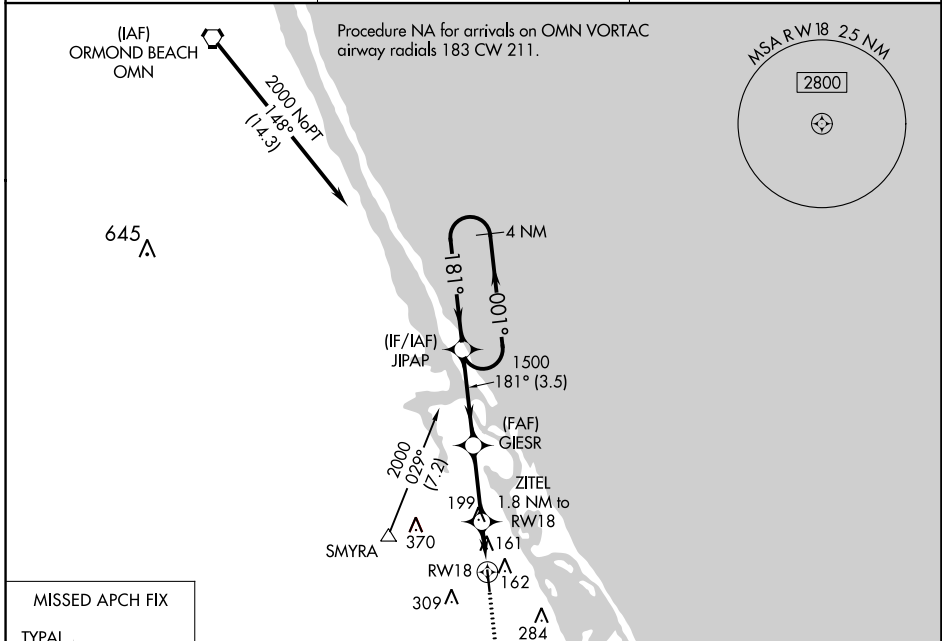 (IAF)
ORMOND BEACH
OMN
Procedure NA for arrivals on OMN VORTAC
airway radials 183 CW 211.
MSA RW18 25 NM
2800
2000 NoPT
148°
(14.3)
645
4 NM
181°
001°
(IF/IAF)
JIPAP
1500
181° (3.5)
(FAF)
GIESR
2000
029°
(7.2)
ZITEL
1.8 NM to
RW18
199
370
161
SMYRA
RW18
162
309
284
MISSED APCH FIX
TYPAL